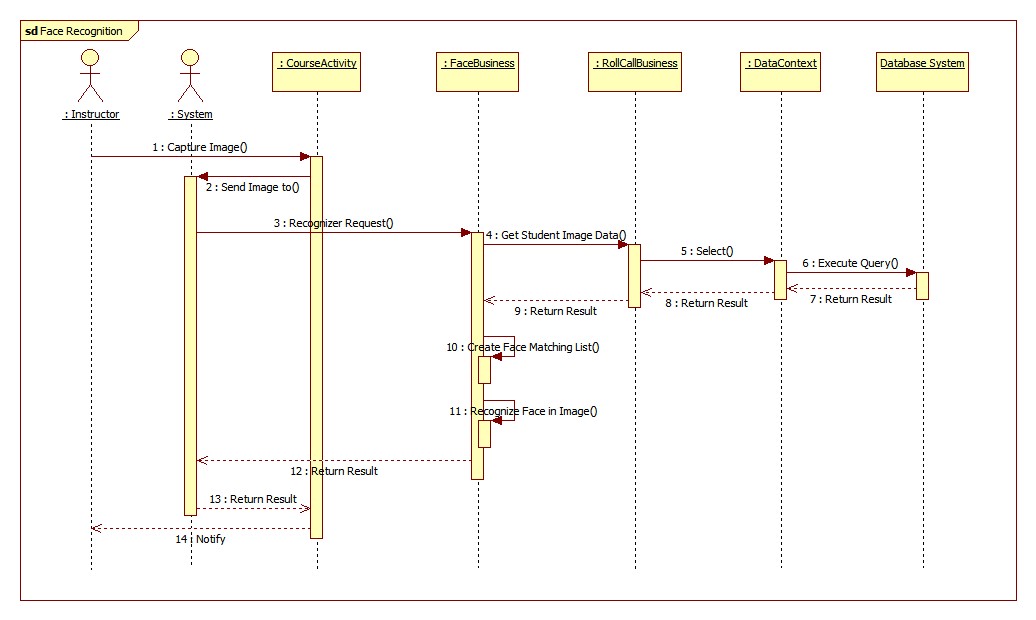 sd Face Recognition
: CourseActivity
: FaceBusiness
: RollCallBusiness
: DataContext
Database System
: Instructor
: System
1 : Capture Image()
2 : Send Image to()
3 : Recognizer Request()
4 : Get Student Image Data()
5 : Select()
6 : Execute Query()
7 : Return Result
8 : Return Result
9 : Return Result
10 : Create Face Matching List()
11 : Recognize Face in Image()
12 : Return Result
13 : Return Result
14 : Notify